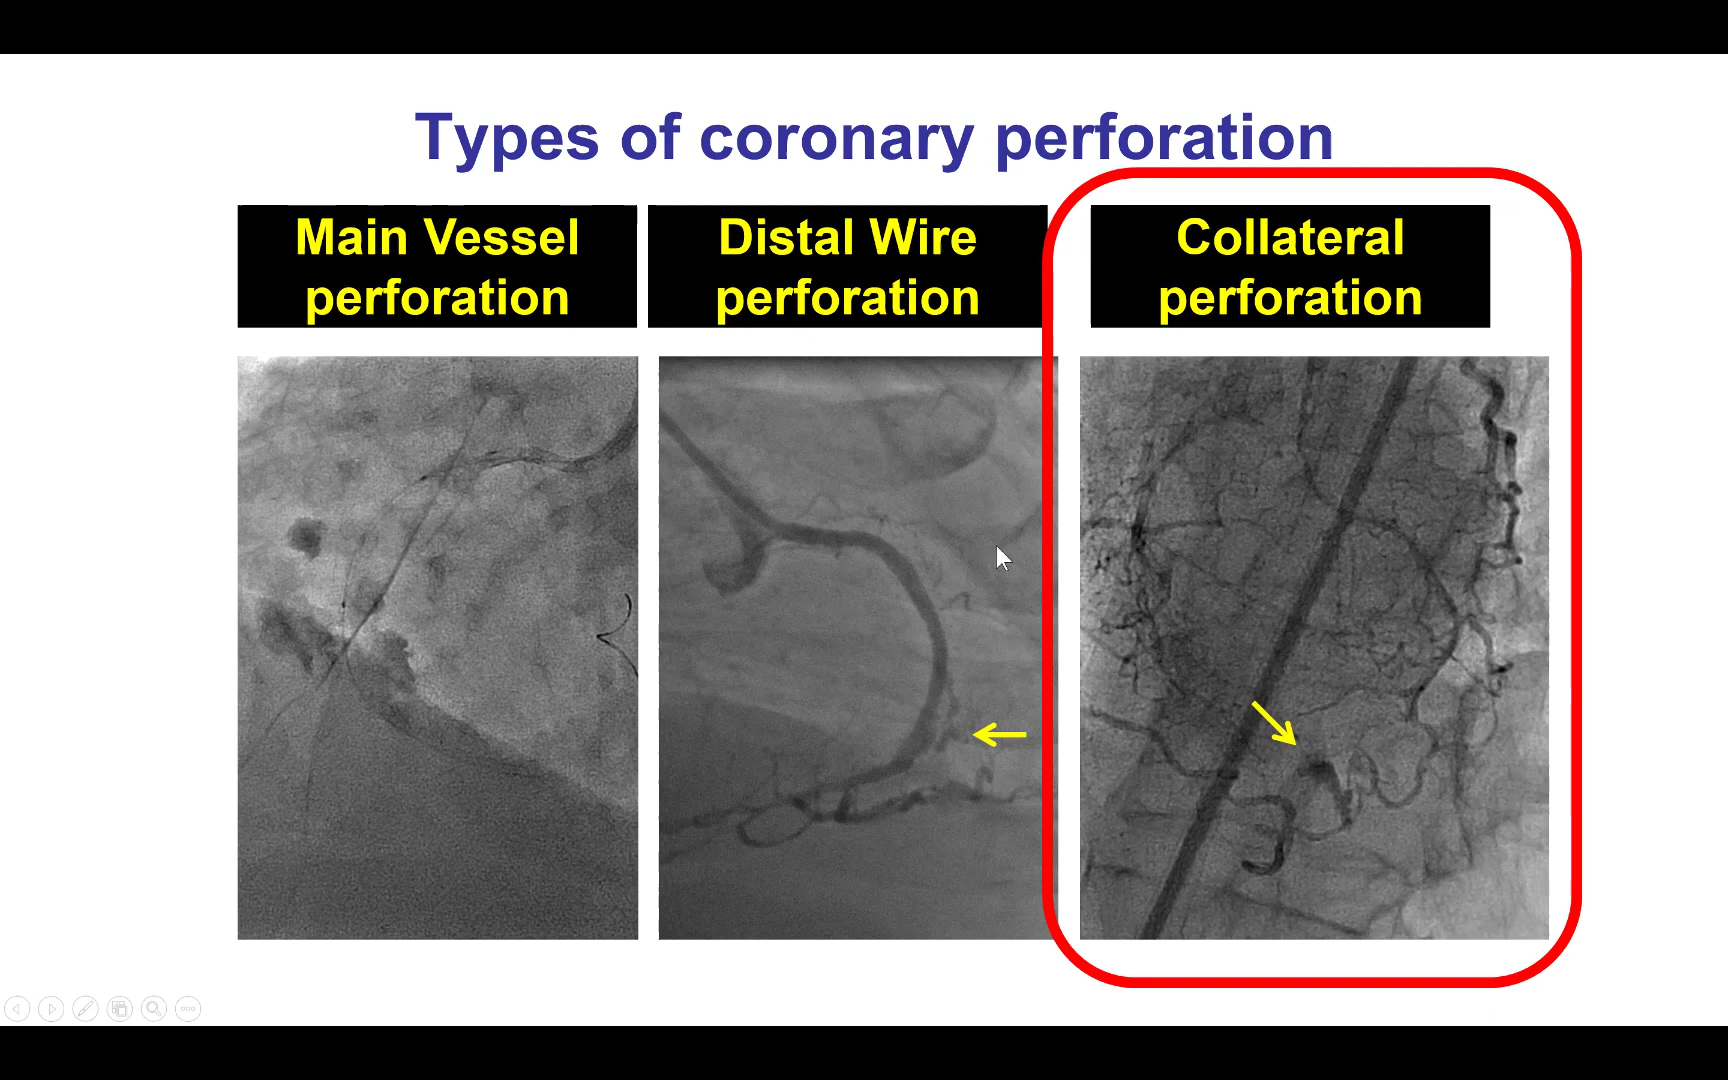 Types of coronary perforation
Main Vessel
perforation
Distal Wire
perforation
Collateral
perforation